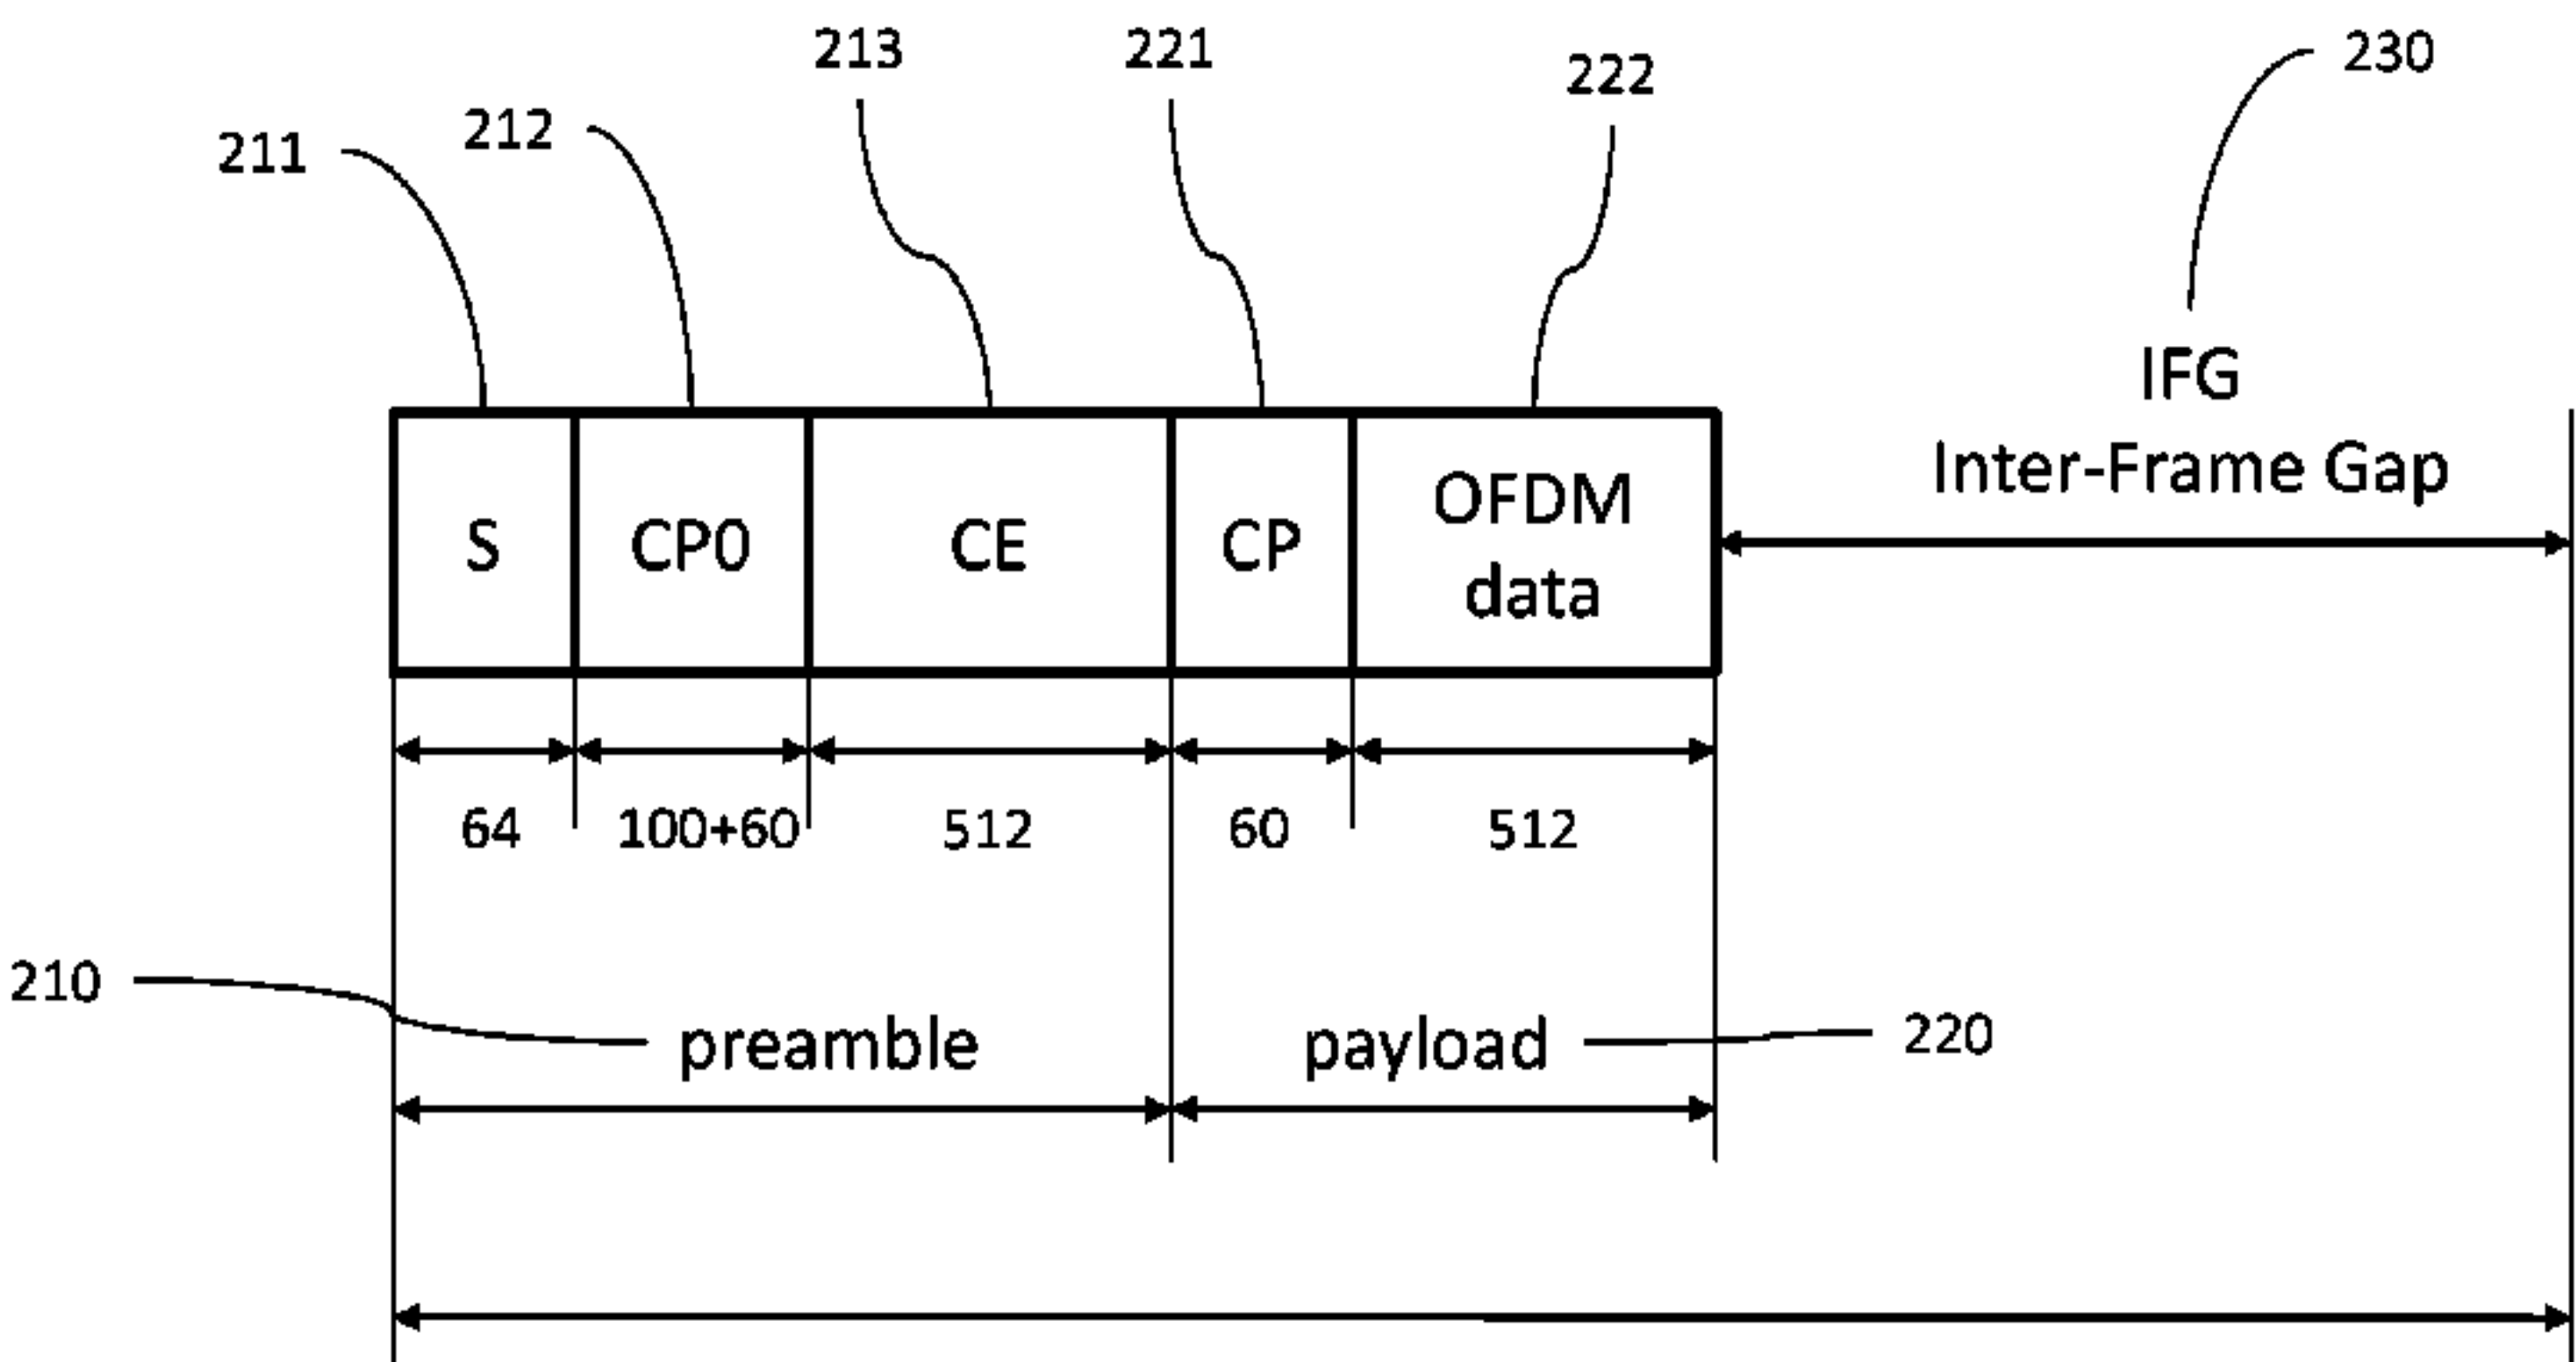 213
221
222
230
211
212
IFG
Inter-Frame Gap
S
CP0
CE
CP
OFDM
data
64
100+60
512
60
512
210
preamble
payload
220